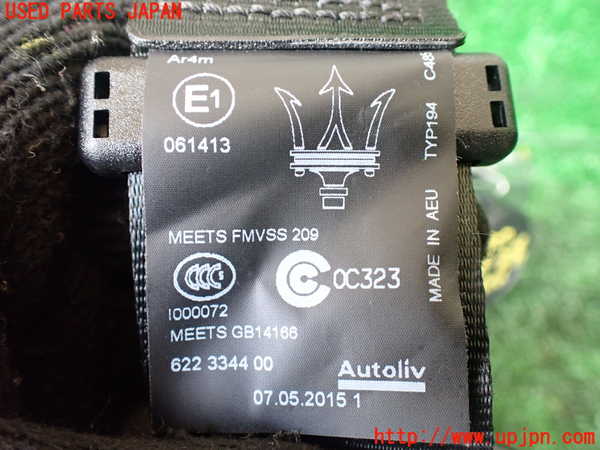 USED PARTS JAPAN
Ar4m
E1
061413
TYP194 C48
MADE IN AEU
MEETS FMVSS 209
CCC S
C 0C323
I000072
MEETS GB14166
622 3344 00
Autoliv
07.05.2015 1
http://www.upjpn.com